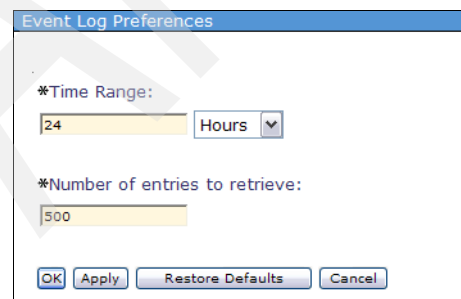 Event Log Preferences
*Time Range:
24 Hours
*Number of entries to retrieve:
500
OK Apply Restore Defaults Cancel